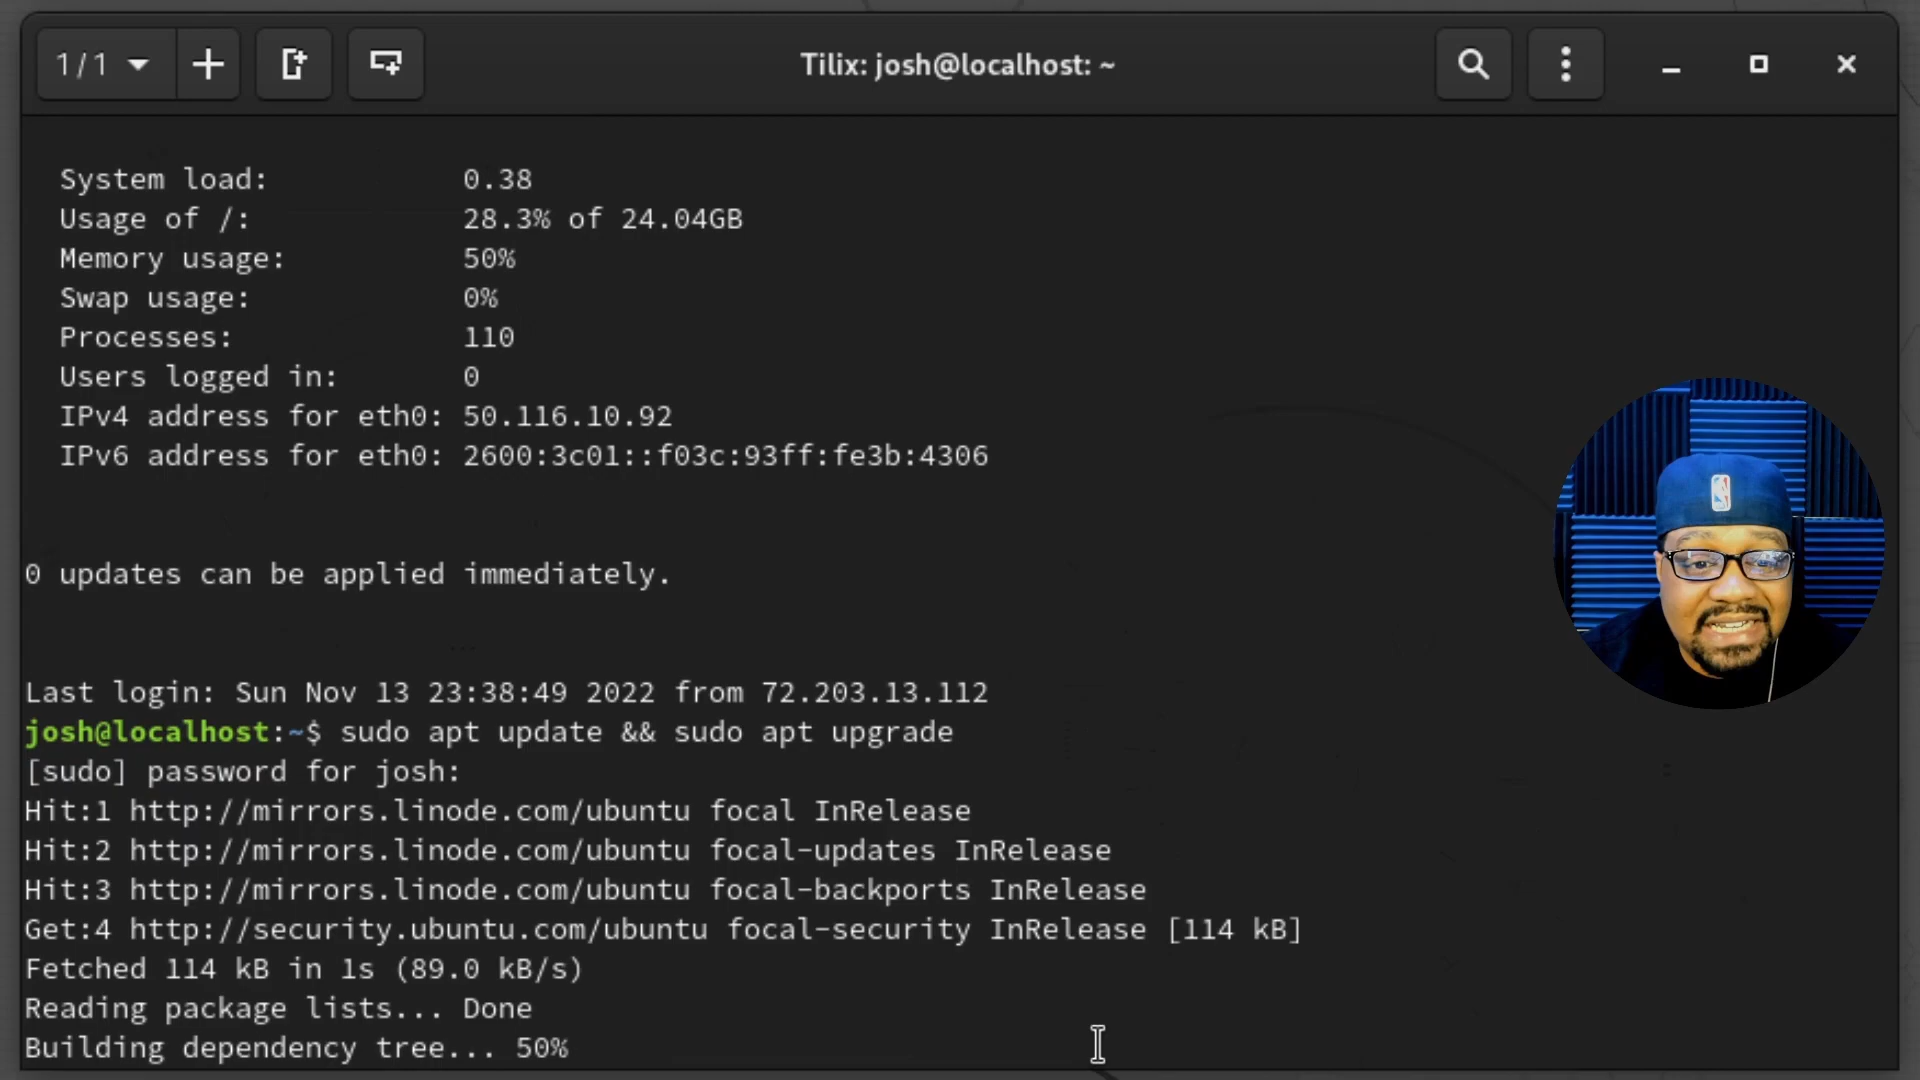 1/1
Tilix: josh@localhost: ~
System load: 0.38
Usage of /: 28.3% of 24.04GB
Memory usage: 50%
Swap usage: 0%
Processes: 110
Users logged in: 0
IPv4 address for eth0: 50.116.10.92
IPv6 address for eth0: 2600:3c01::f03c:93ff:fe3b:4306
0 updates can be applied immediately.
Last login: Sun Nov 13 23:38:49 2022 from 72.203.13.112
josh@localhost:~$ sudo apt update && sudo apt upgrade
[sudo] password for josh:
Hit:1 http://mirrors.linode.com/ubuntu focal InRelease
Hit:2 http://mirrors.linode.com/ubuntu focal-updates InRelease
Hit:3 http://mirrors.linode.com/ubuntu focal-backports InRelease
Get:4 http://security.ubuntu.com/ubuntu focal-security InRelease [114 kB]
Fetched 114 kB in 1s (89.0 kB/s)
Reading package lists... Done
Building dependency tree... 50%